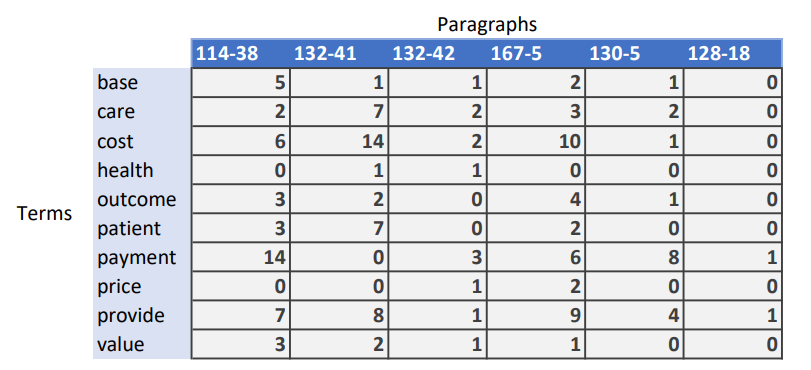 Paragraphs
114-38 132-41 132-42 167-5 130-5 128-18
base 5 1 1 2 1 0
care 2 7 2 3 2 0
cost 6 14 2 10 1 0
health 0 1 1 0 0 0
outcome 3 2 0 4 1 0
Terms
patient 3 7 0 2 0 0
payment 14 0 3 6 8 1
price 0 0 1 2 0 0
provide 7 8 1 9 4 1
value 3 2 1 1 0 0